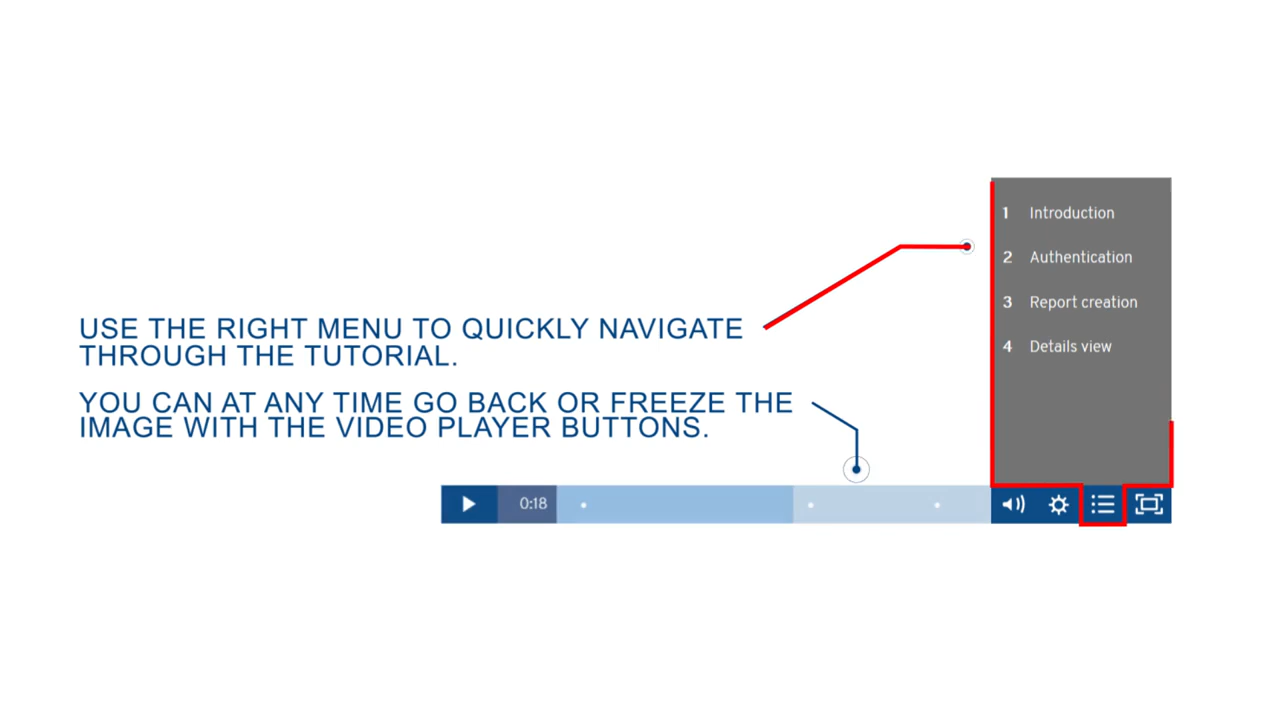 USE THE RIGHT MENU TO QUICKLY NAVIGATE
THROUGH THE TUTORIAL.
YOU CAN AT ANY TIME GO BACK OR FREEZE THE
IMAGE WITH THE VIDEO PLAYER BUTTONS.
1 Introduction
2 Authentication
3 Report creation
4 Details view
0:18